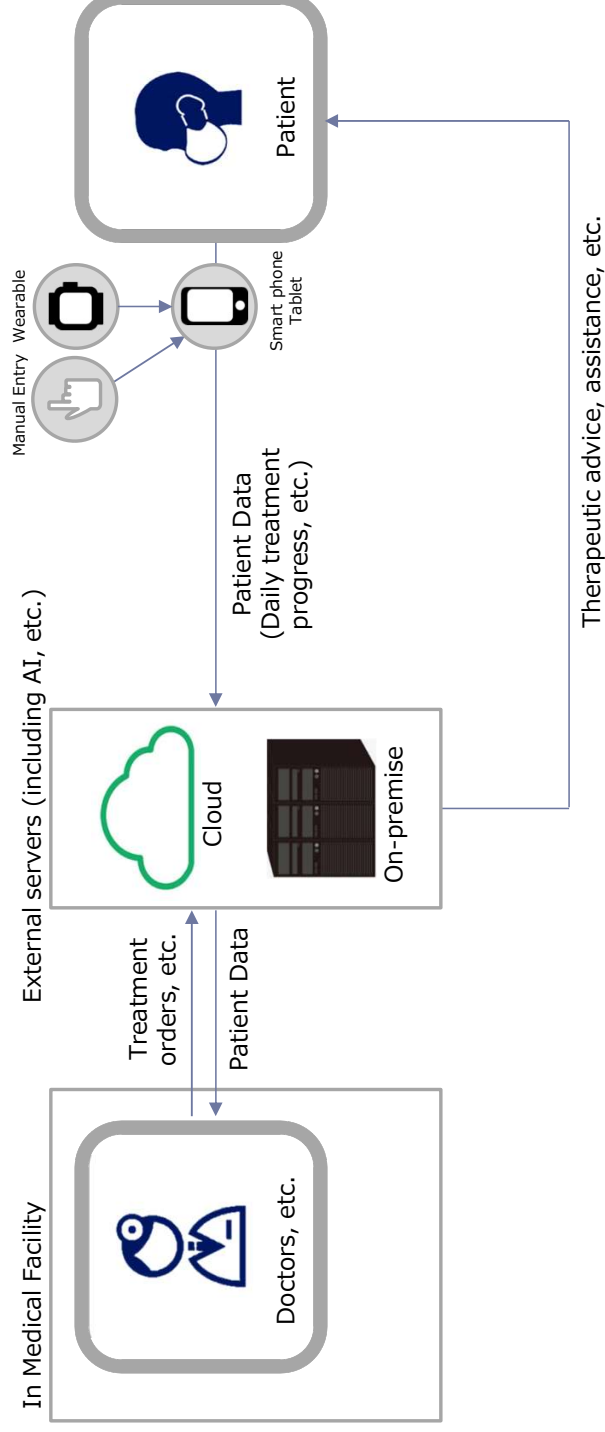 In Medical Facility
Doctors, etc.
Treatment
orders, etc.
Patient Data
External servers (including AI, etc.)
Cloud
On-premise
Patient Data
(Daily treatment
progress, etc.)
Manual Entry
Wearable
Smart phone
Tablet
Patient
Therapeutic advice, assistance, etc.